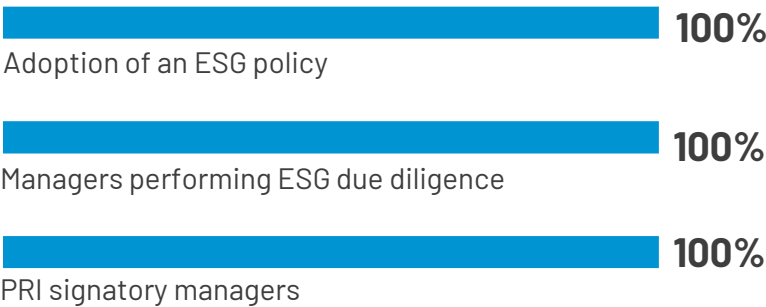 100%
Adoption of an ESG policy
100%
Managers performing ESG due diligence
100%
PRI signatory managers